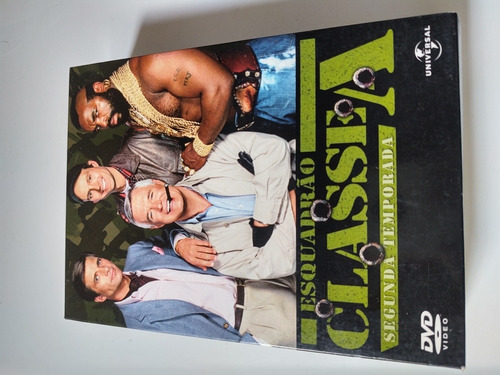 ESQUADRÃO
CLASSE A
SEGUNDA TEMPORADA
UNIVERSAL
DVD
VIDEO